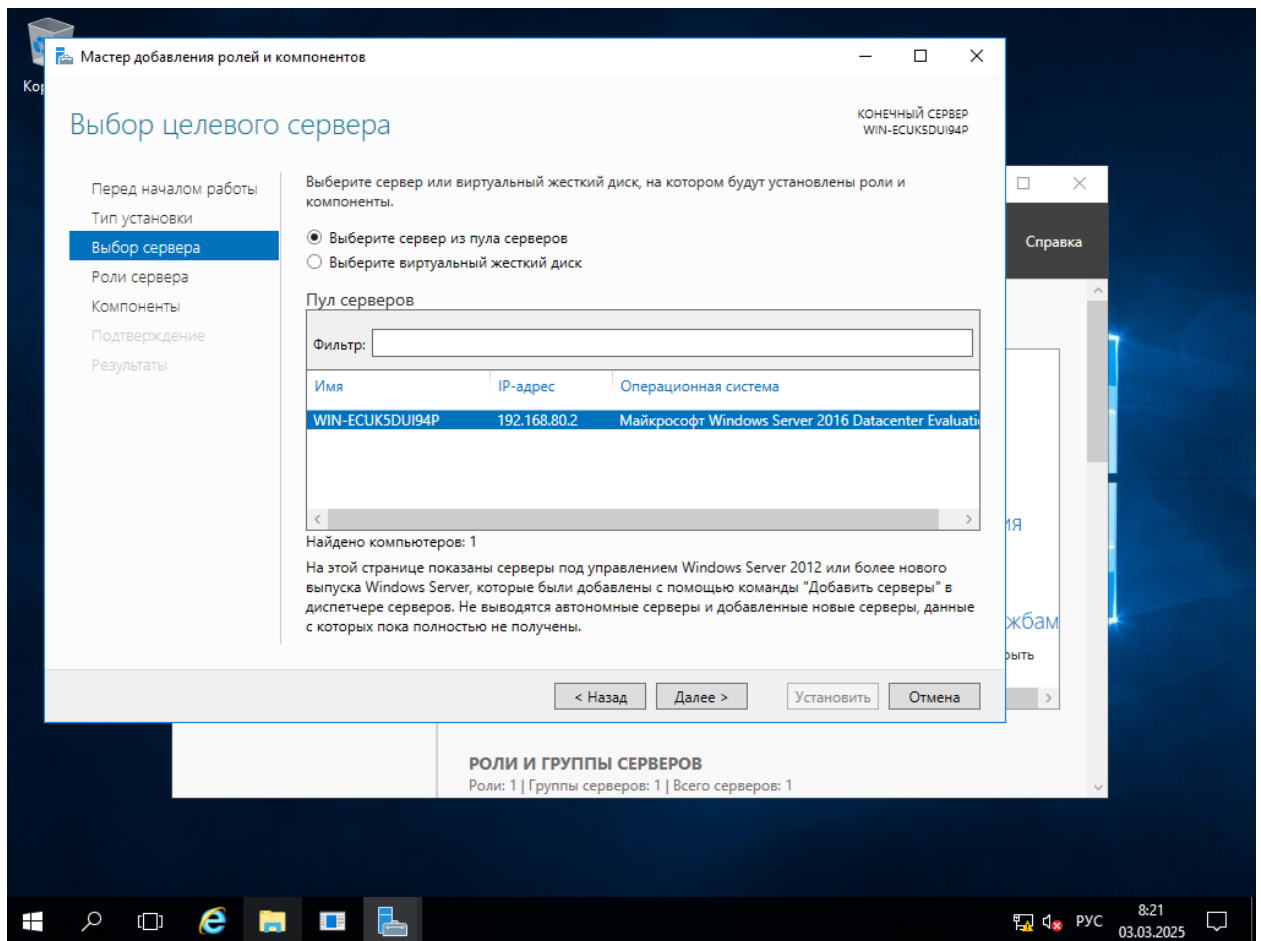 Кор
Мастер добавления ролей и компонентов
Выбор целевого сервера
КОНЕЧНЫЙ СЕРВЕР
WIN-ECUK5DUI94P
Перед началом работы
Тип установки
Выбор сервера
Роли сервера
Компоненты
Подтверждение
Результаты
Выберите сервер или виртуальный жесткий диск, на котором будут установлены роли и
компоненты.
Выберите сервер из пула серверов
Выберите виртуальный жесткий диск
Пул серверов
Фильтр:
Имя IP-адрес Операционная система
WIN-ECUK5DUI94P 192.168.80.2 Майкрософт Windows Server 2016 Datacenter Evaluati
Найдено компьютеров: 1
На этой странице показаны серверы под управлением Windows Server 2012 или более нового
выпуска Windows Server, которые были добавлены с помощью команды "Добавить серверы" в
диспетчере серверов. Не выводятся автономные серверы и добавленные новые серверы, данные
с которых пока полностью не получены.
< Назад Далее > Установить Отмена
Справка
ия
жбам
рыть
РОЛИ И ГРУППЫ СЕРВЕРОВ
Роли: 1 | Группы серверов: 1 | Всего серверов: 1
РУС
8:21
03.03.2025